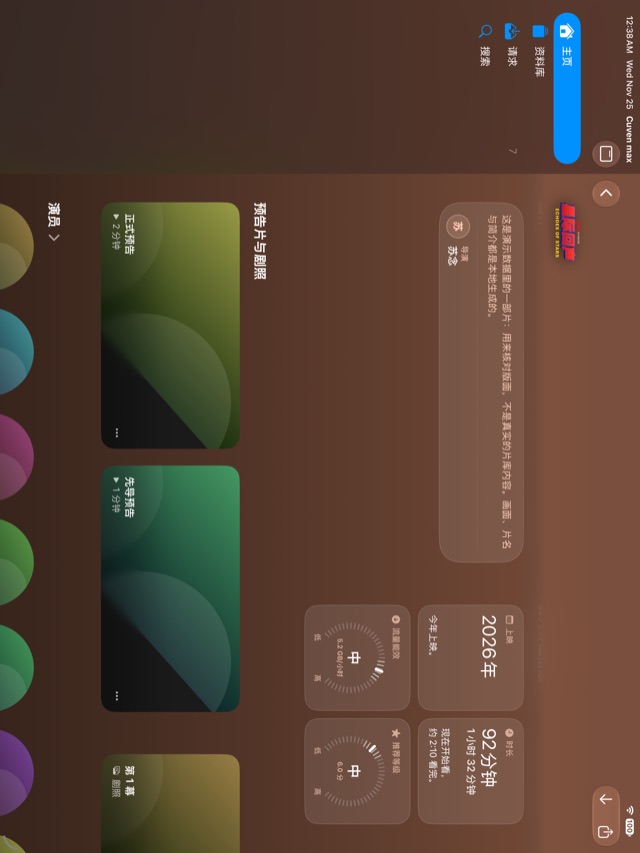 12:38 AM Wed Nov 25 Cuven max
100
主页
资料库
请求 7
搜索
星际回声
ECHOES OF STARS
这是演示数据里的一部片：用来核对版面，不是真实的片库内容。画面、片名
与简介都是本地生成的。
苏
导演
苏念
上映
2026年
今年上映。
时长
92分钟
1 小时 32 分钟
现在开始看，
约 2:10 看完。
流量能效
中
5.2 GB/小时
低 高
推荐等级
中
6.0 分
低 高
预告片与剧照
正式预告
2 分钟
先导预告
1 分钟
第 1 幕
剧照
演员